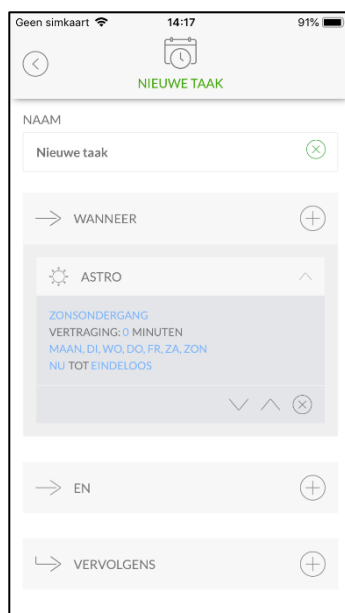 Geen simkaart 14:17 91%
NIEUWE TAAK
NAAM
Nieuwe taak
WANNEER
ASTRO
ZONSONDERGANG
VERTRAGING: 0 MINUTEN
MAAN, DI, WO, DO, FR, ZA, ZON
NU TOT EINDELOOS
EN
VERVOLGENS